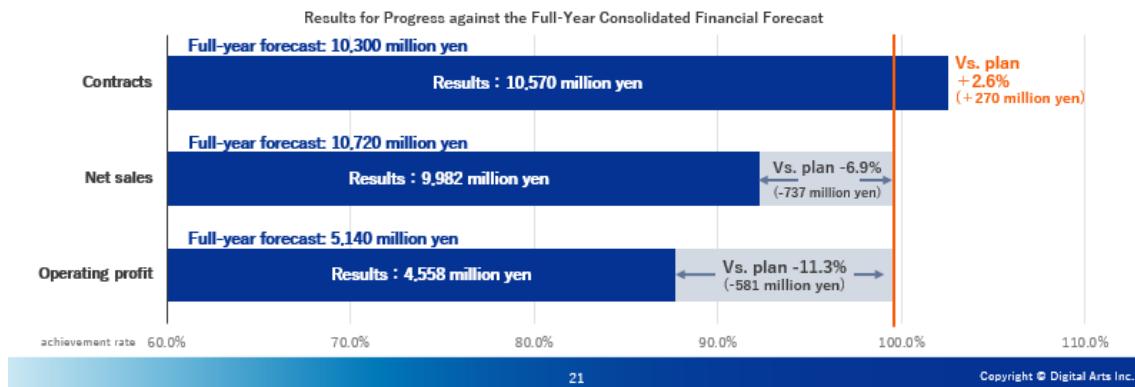 Results for Progress against the Full-Year Consolidated Financial Forecast
Full-year forecast: 10,300 million yen
Contracts
Results：10,570 million yen
Vs. plan
＋2.6%
(＋270 million yen)
Full-year forecast: 10,720 million yen
Net sales
Results：9,982 million yen
Vs. plan -6.9%
(-737 million yen)
Full-year forecast: 5,140 million yen
Operating profit
Results：4,558 million yen
Vs. plan -11.3%
(-581 million yen)
achievement rate 60.0% 70.0% 80.0% 90.0% 100.0% 110.0%
21
Copyright © Digital Arts Inc.